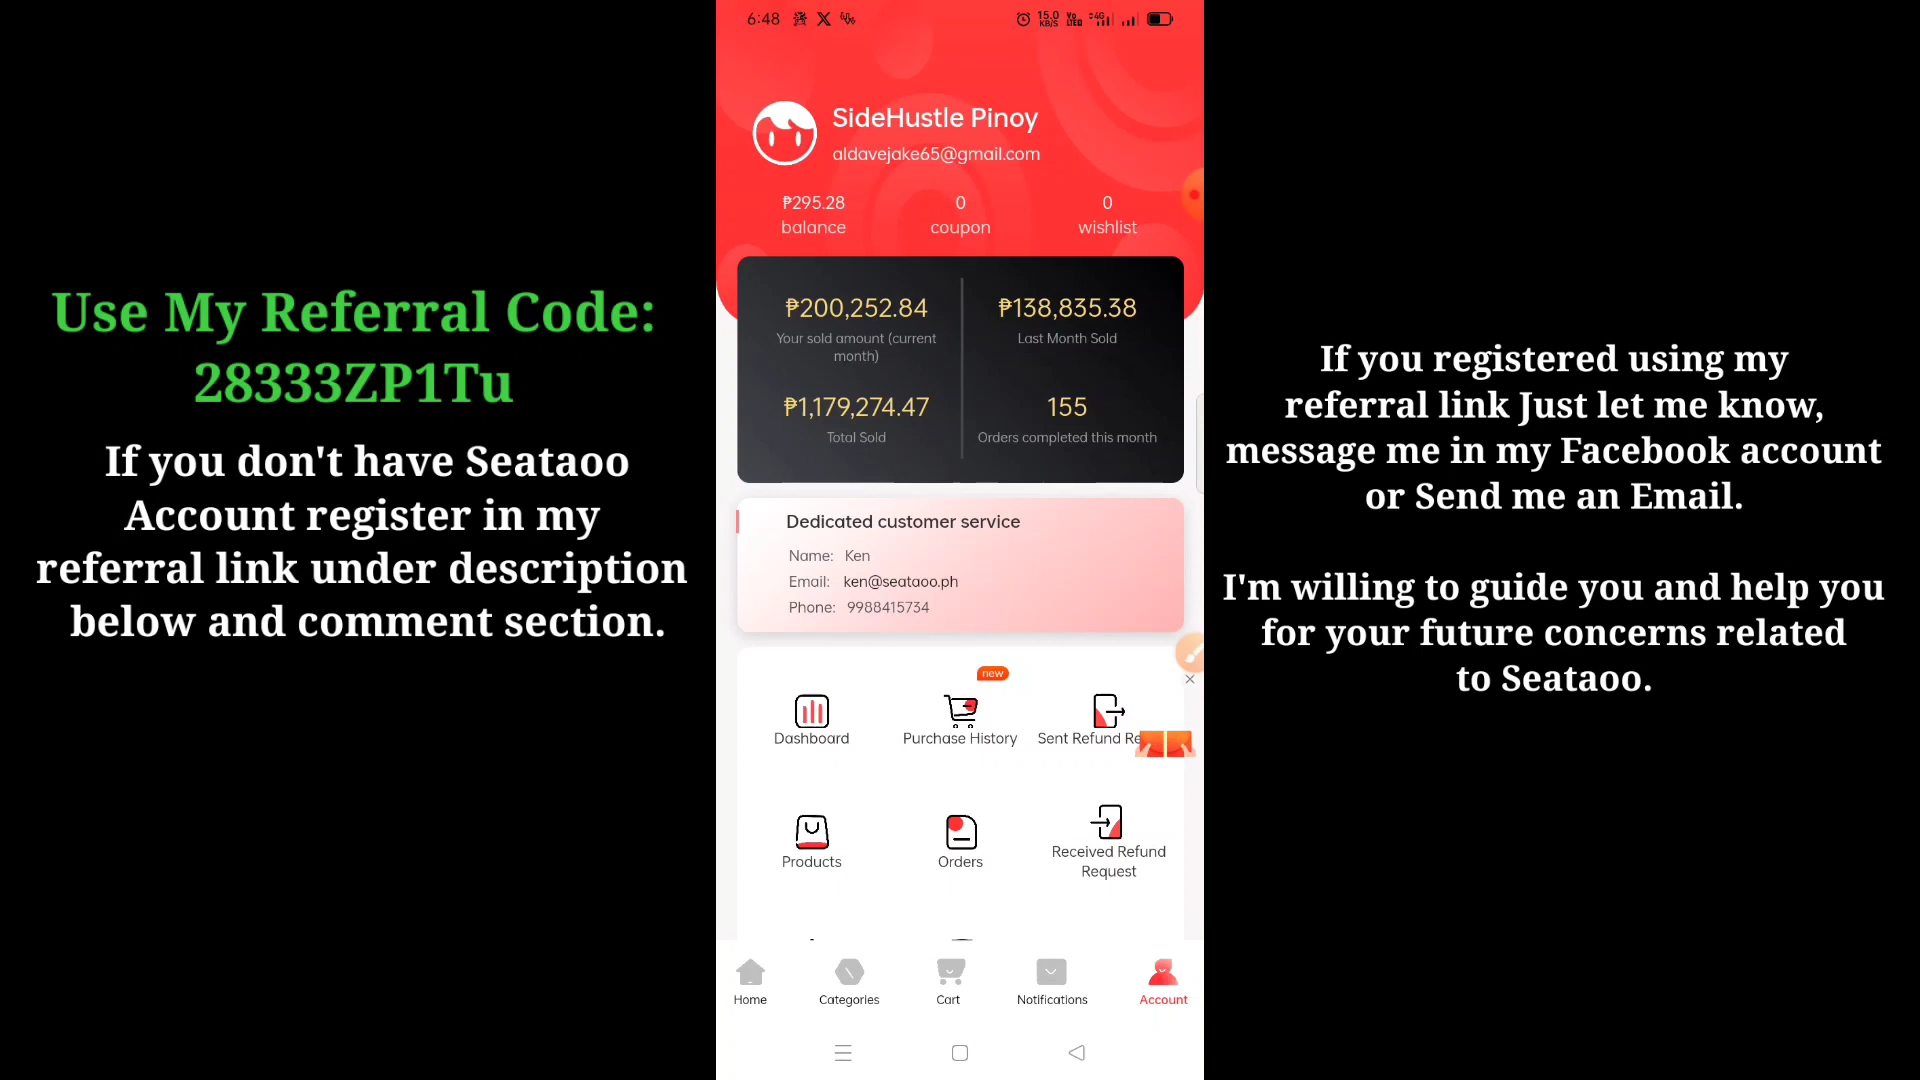 Use My Referral Code:
28333ZP1Tu
If you don't have Seataoo
Account register in my
referral link under description
below and comment section.
6:48
15.0
KB/S
Vo
LTE
4G
SideHustle Pinoy
aldavejake65@gmail.com
₱295.28
balance
0
coupon
0
wishlist
₱200,252.84
Your sold amount (current
month)
₱138,835.38
Last Month Sold
₱1,179,274.47
Total Sold
155
Orders completed this month
Dedicated customer service
Name: Ken
Email: ken@seataoo.ph
Phone: 9988415734
new
Dashboard
Purchase History
Sent Refund Re
Products
Orders
Received Refund
Request
Home
Categories
Cart
Notifications
Account
If you registered using my
referral link Just let me know,
message me in my Facebook account
or Send me an Email.
I'm willing to guide you and help you
for your future concerns related
to Seataoo.